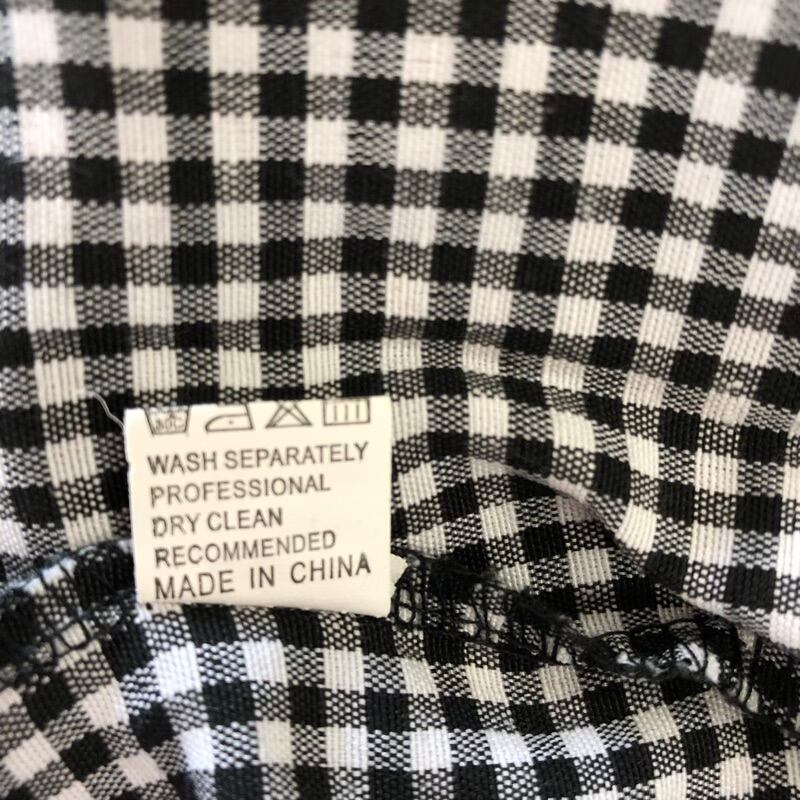 WASH SEPARATELY
PROFESSIONAL
DRY CLEAN
RECOMMENDED
MADE IN CHINA